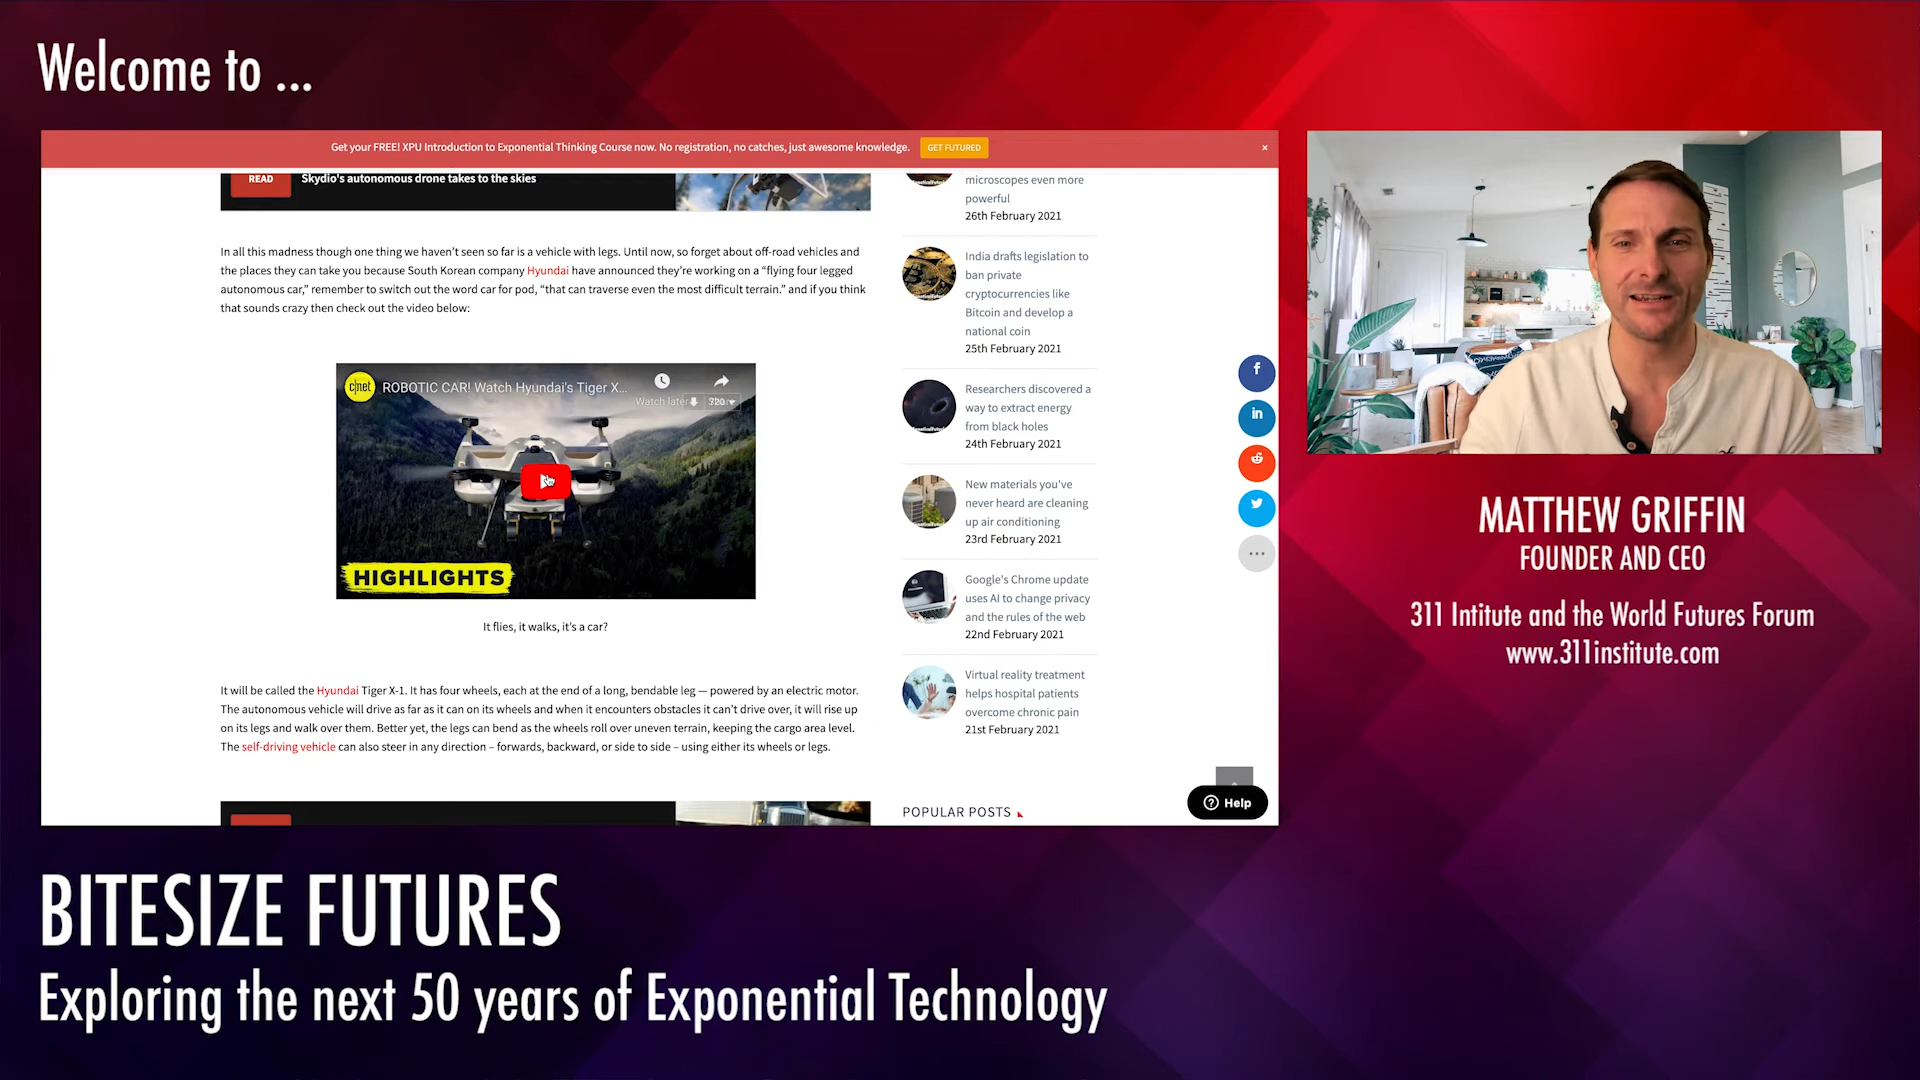 Welcome to ...
Get your FREE! XPU Introduction to Exponential Thinking Course now. No registration, no catches, just awesome knowledge.
GET FUTURED
×
READ
Skydio's autonomous drone takes to the skies
In all this madness though one thing we haven't seen so far is a vehicle with legs. Until now, so forget about off-road vehicles and
the places they can take you because South Korean company Hyundai have announced they're working on a “flying four legged
autonomous car,” remember to switch out the word car for pod, “that can traverse even the most difficult terrain.” and if you think
that sounds crazy then check out the video below:
c|net
ROBOTIC CAR! Watch Hyundai's Tiger X...
Watch later
HIGHLIGHTS
It flies, it walks, it's a car?
It will be called the Hyundai Tiger X-1. It has four wheels, each at the end of a long, bendable leg — powered by an electric motor.
The autonomous vehicle will drive as far as it can on its wheels and when it encounters obstacles it can't drive over, it will rise up
on its legs and walk over them. Better yet, the legs can bend as the wheels roll over uneven terrain, keeping the cargo area level.
The self-driving vehicle can also steer in any direction – forwards, backward, or side to side – using either its wheels or legs.
microscopes even more
powerful
26th February 2021
India drafts legislation to
ban private
cryptocurrencies like
Bitcoin and develop a
national coin
25th February 2021
Researchers discovered a
way to extract energy
from black holes
24th February 2021
New materials you've
never heard are cleaning
up air conditioning
23rd February 2021
Google's Chrome update
uses AI to change privacy
and the rules of the web
22nd February 2021
Virtual reality treatment
helps hospital patients
overcome chronic pain
21st February 2021
POPULAR POSTS
f
in
Help
MATTHEW GRIFFIN
FOUNDER AND CEO
311 Intitute and the World Futures Forum
www.311institute.com
BITESIZE FUTURES
Exploring the next 50 years of Exponential Technology